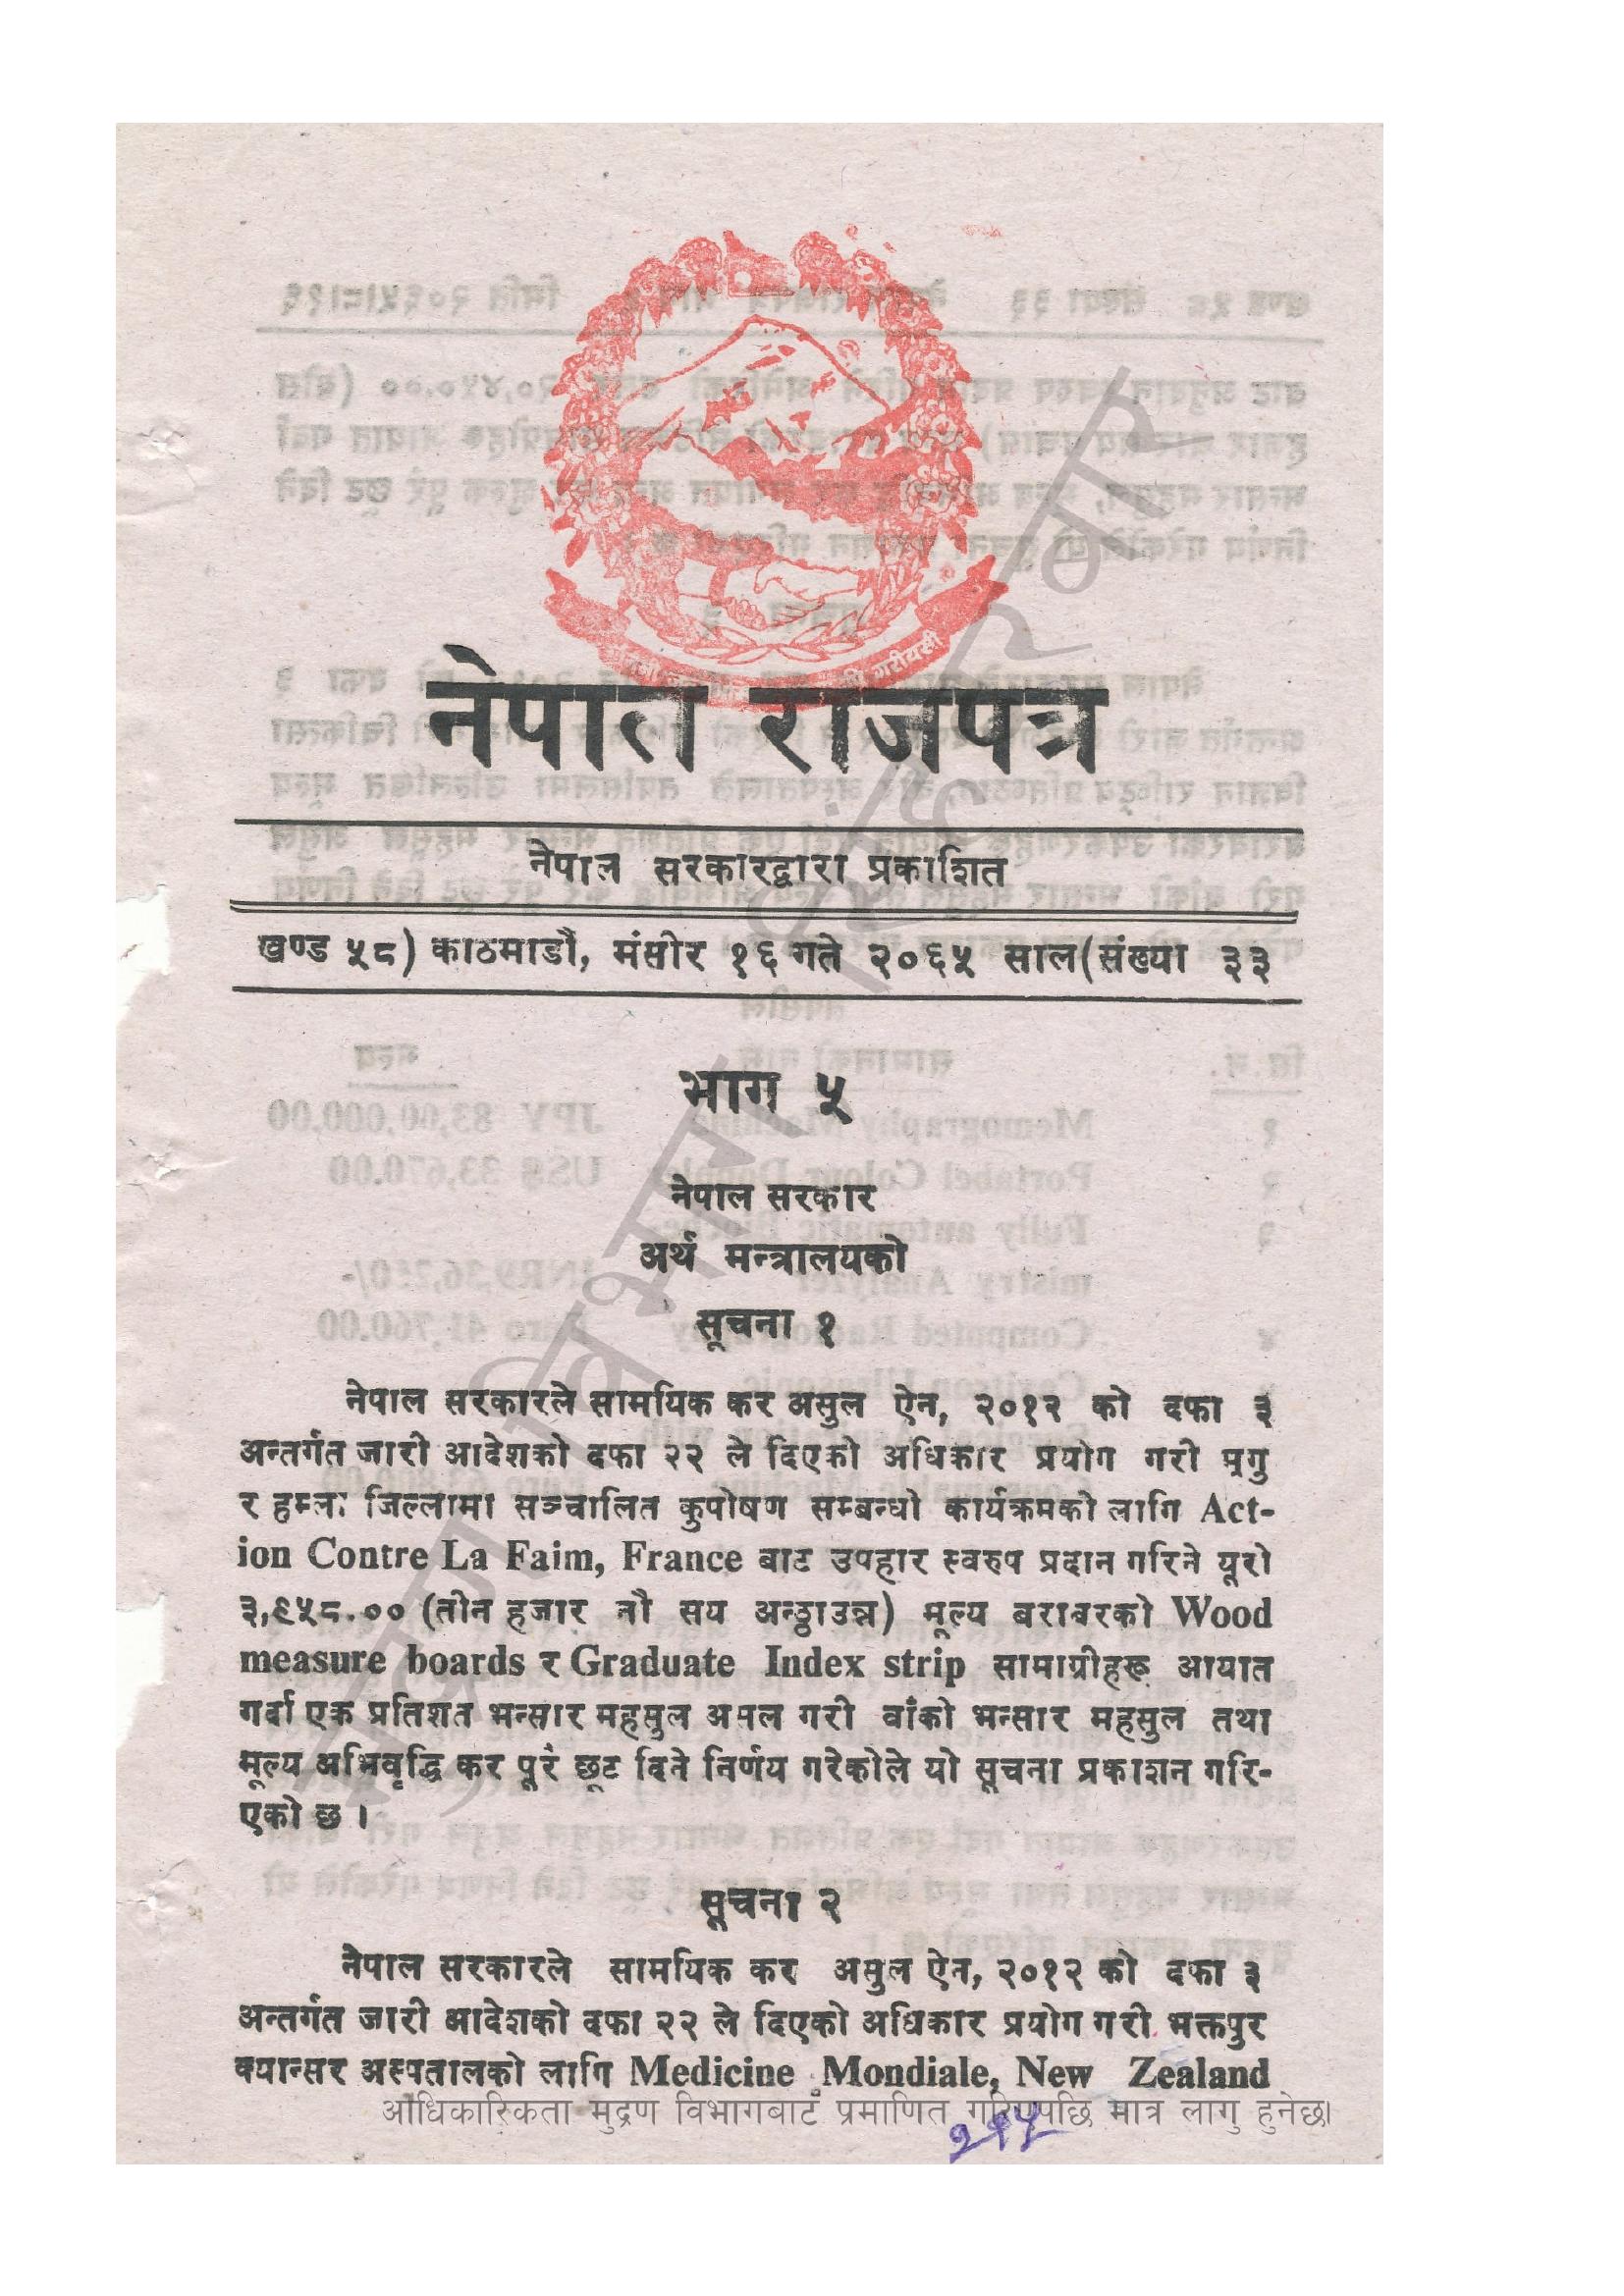 नेपाल राजपत्र
नेपाल सरकारद्वारा प्रकाशित
खण्ड ५८) काठमाडौं, मंसीर १६ गते २०६५ साल(संख्या ३३
भाग ५
नेपाल सरकार
अर्थ मन्त्रालयको
सूचना १
नेपाल सरकारले सामयिक कर असुल ऐन, २०१२ को दफा ३
अन्तर्गत जारी आदेशको दफा २२ ले दिएको अधिकार प्रयोग गरी मुगु
र हुम्ला जिल्लामा सञ्चालित कुपोषण सम्बन्धी कार्यक्रमको लागि Act-
ion Contre La Faim, France बाट उपहार स्वरुप प्रदान गरिने यूरो
३,९५८.०० (तीन हजार नौ सय अन्ठाउन्न) मूल्य बराबरको Wood
measure boards र Graduate Index strip सामाग्रीहरू आयात
गर्दा एक प्रतिशत भन्सार महसुल असुल गरी बाँकी भन्सार महसुल तथा
मूल्य अभिवृद्धि कर पूरै छूट दिने निर्णय गरेकोले यो सूचना प्रकाशन गरि-
एको छ ।
सूचना २
नेपाल सरकारले सामयिक कर असुल ऐन, २०१२ को दफा ३
अन्तर्गत जारी आदेशको दफा २२ ले दिएको अधिकार प्रयोग गरी भक्तपुर
क्यान्सर अस्पतालको लागि Medicine Mondiale, New Zealand
आधिकारिकता मुद्रण विभागबाट प्रमाणित गरिएपछि मात्र लागु हुनेछ।
२१५